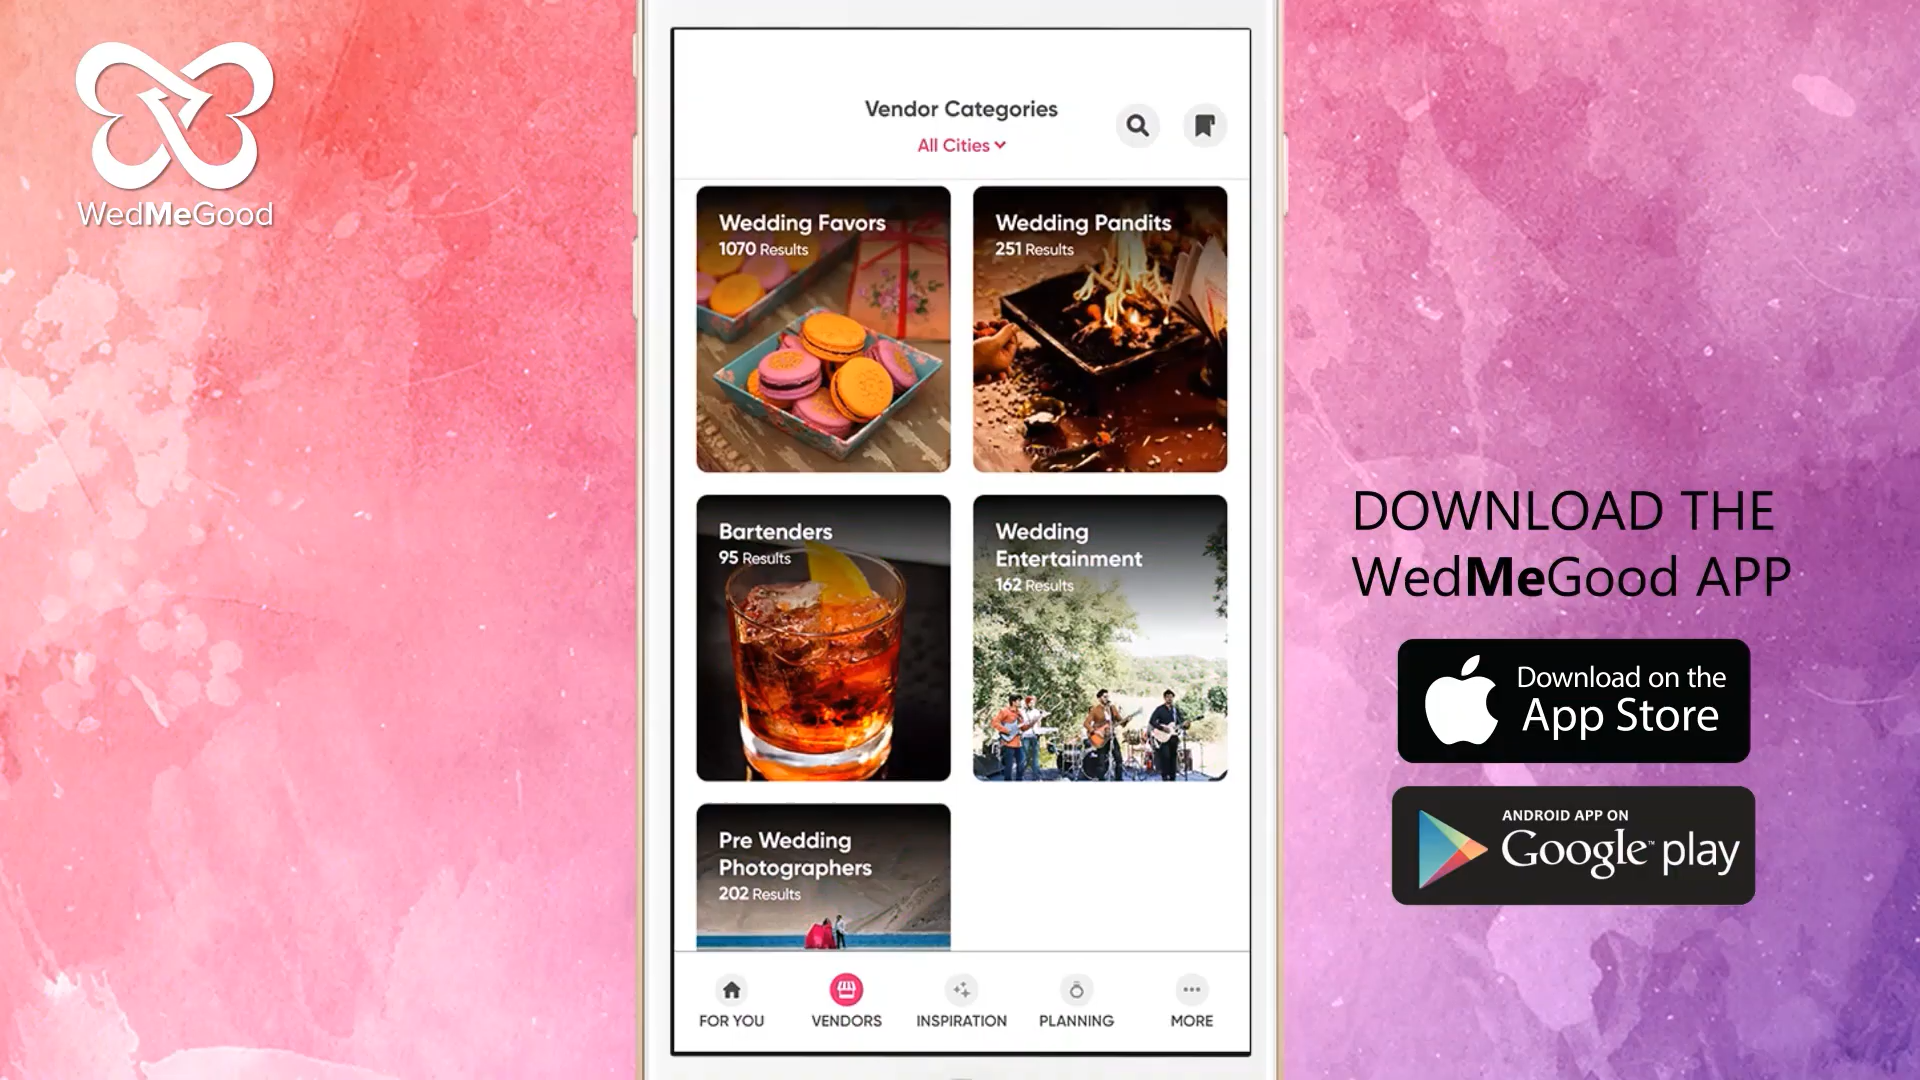 WedMeGood
Vendor Categories
All Cities
Wedding Favors
1070 Results
Wedding Pandits
251 Results
Bartenders
95 Results
Wedding
Entertainment
162 Results
Pre Wedding
Photographers
202 Results
FOR YOU
VENDORS
INSPIRATION
PLANNING
MORE
DOWNLOAD THE
WedMeGood APP
Download on the
App Store
ANDROID APP ON
Google™ play